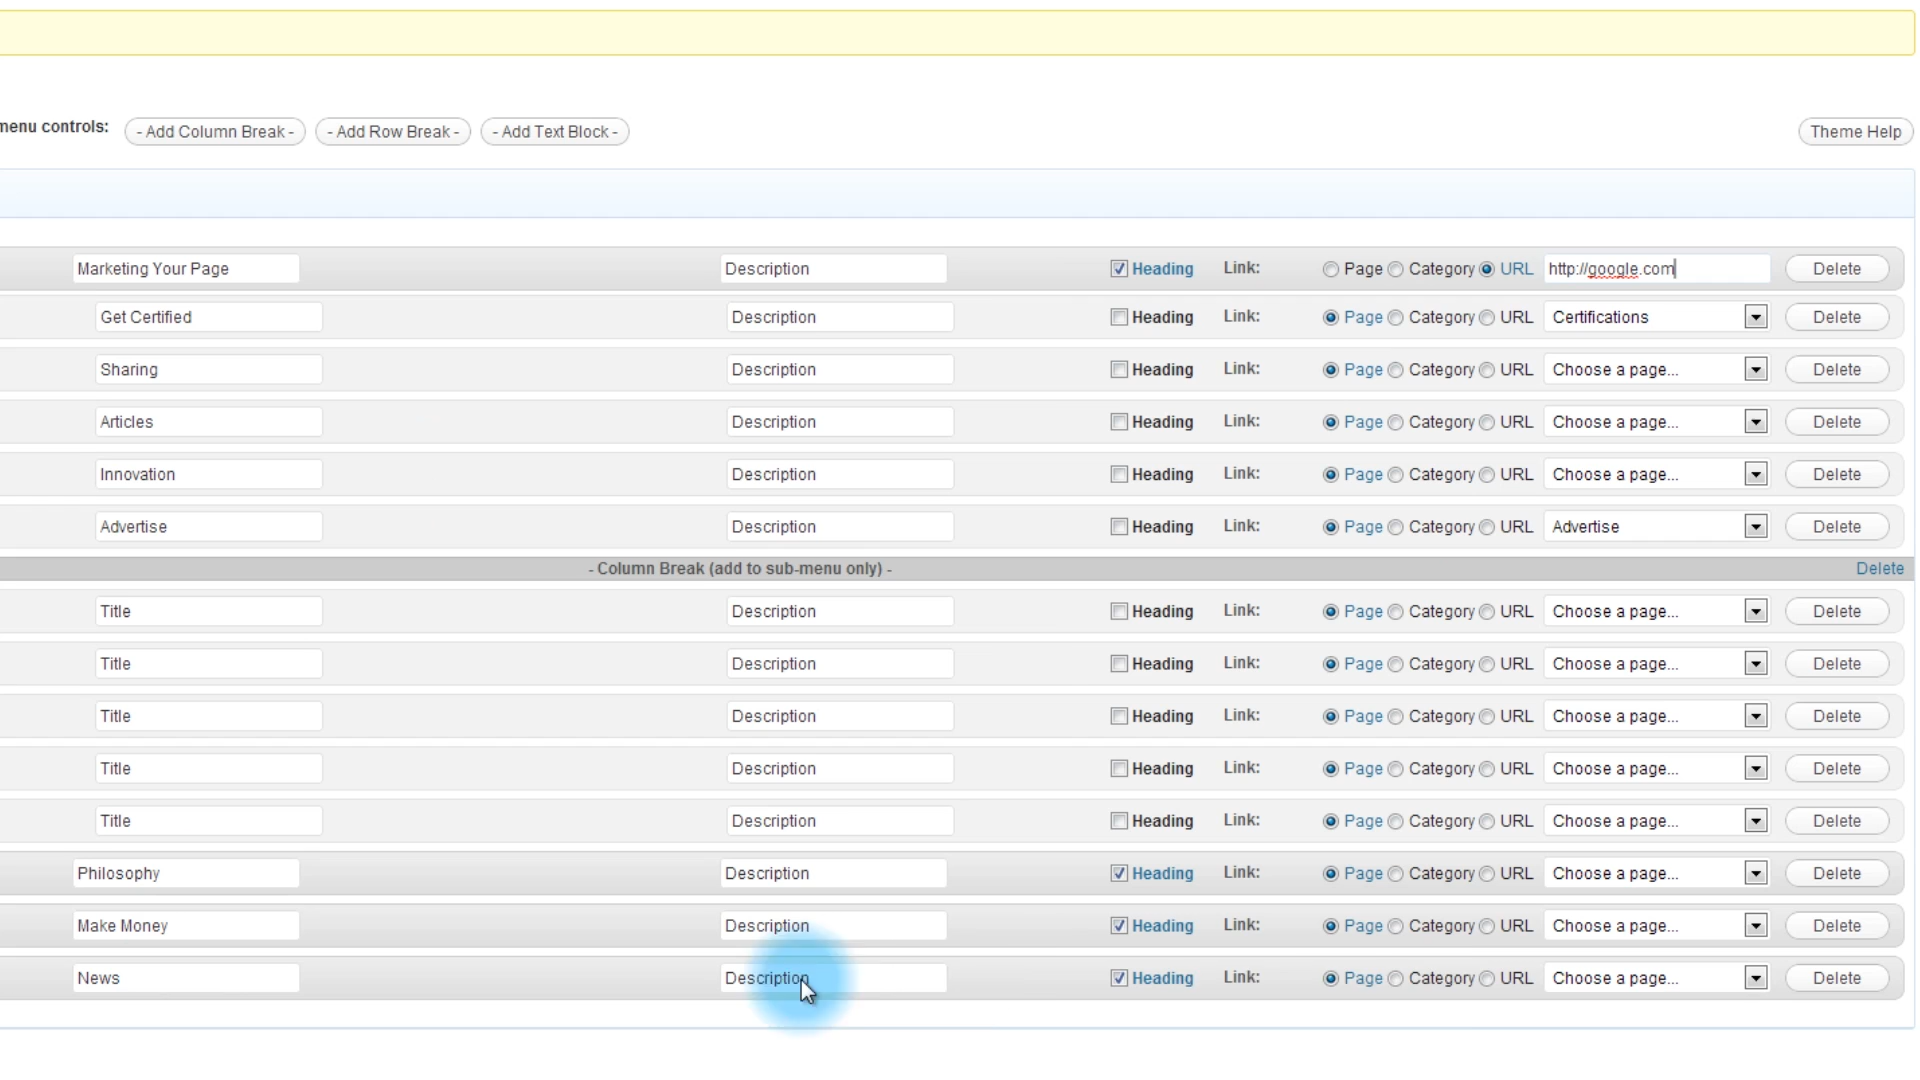 menu controls: - Add Column Break - - Add Row Break - - Add Text Block - Theme Help
Marketing Your Page Description Heading Link: Page Category URL http://google.com Delete
Get Certified Description Heading Link: Page Category URL Certifications Delete
Sharing Description Heading Link: Page Category URL Choose a page... Delete
Articles Description Heading Link: Page Category URL Choose a page... Delete
Innovation Description Heading Link: Page Category URL Choose a page... Delete
Advertise Description Heading Link: Page Category URL Advertise Delete
- Column Break (add to sub-menu only) - Delete
Title Description Heading Link: Page Category URL Choose a page... Delete
Title Description Heading Link: Page Category URL Choose a page... Delete
Title Description Heading Link: Page Category URL Choose a page... Delete
Title Description Heading Link: Page Category URL Choose a page... Delete
Title Description Heading Link: Page Category URL Choose a page... Delete
Philosophy Description Heading Link: Page Category URL Choose a page... Delete
Make Money Description Heading Link: Page Category URL Choose a page... Delete
News Description Heading Link: Page Category URL Choose a page... Delete